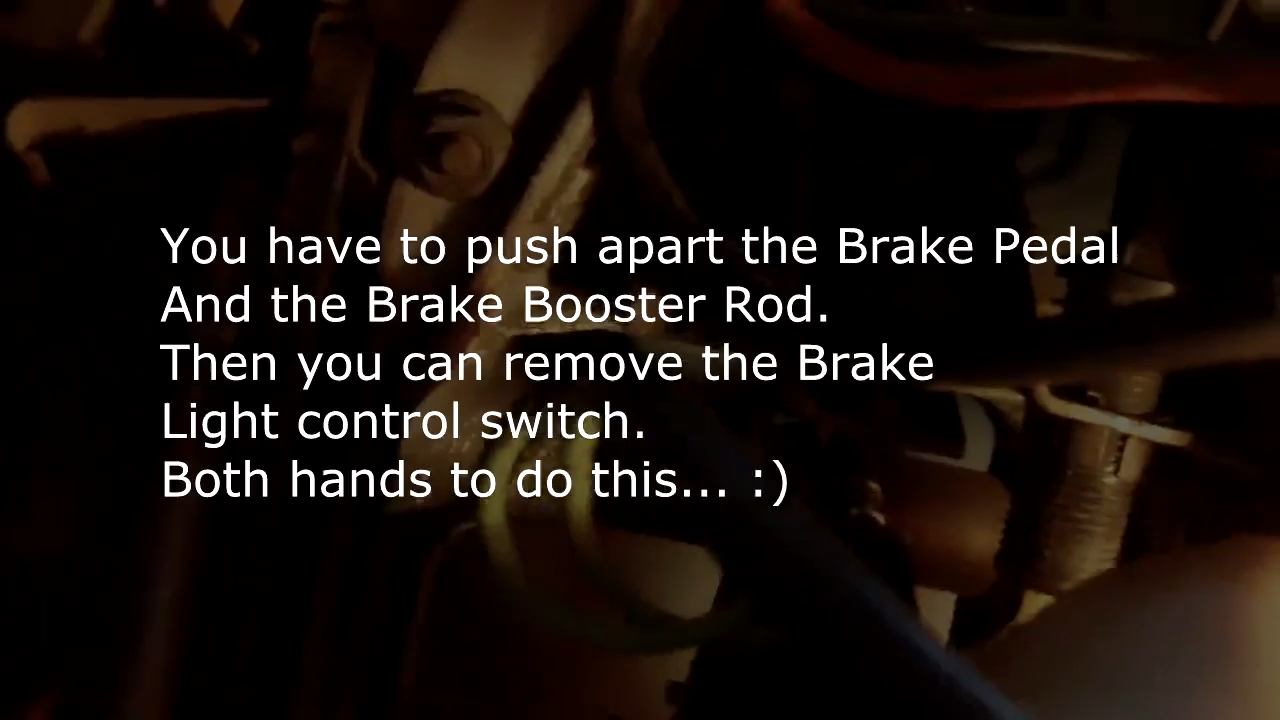 You have to push apart the Brake Pedal
And the Brake Booster Rod.
Then you can remove the Brake
Light control switch.
Both hands to do this... :)